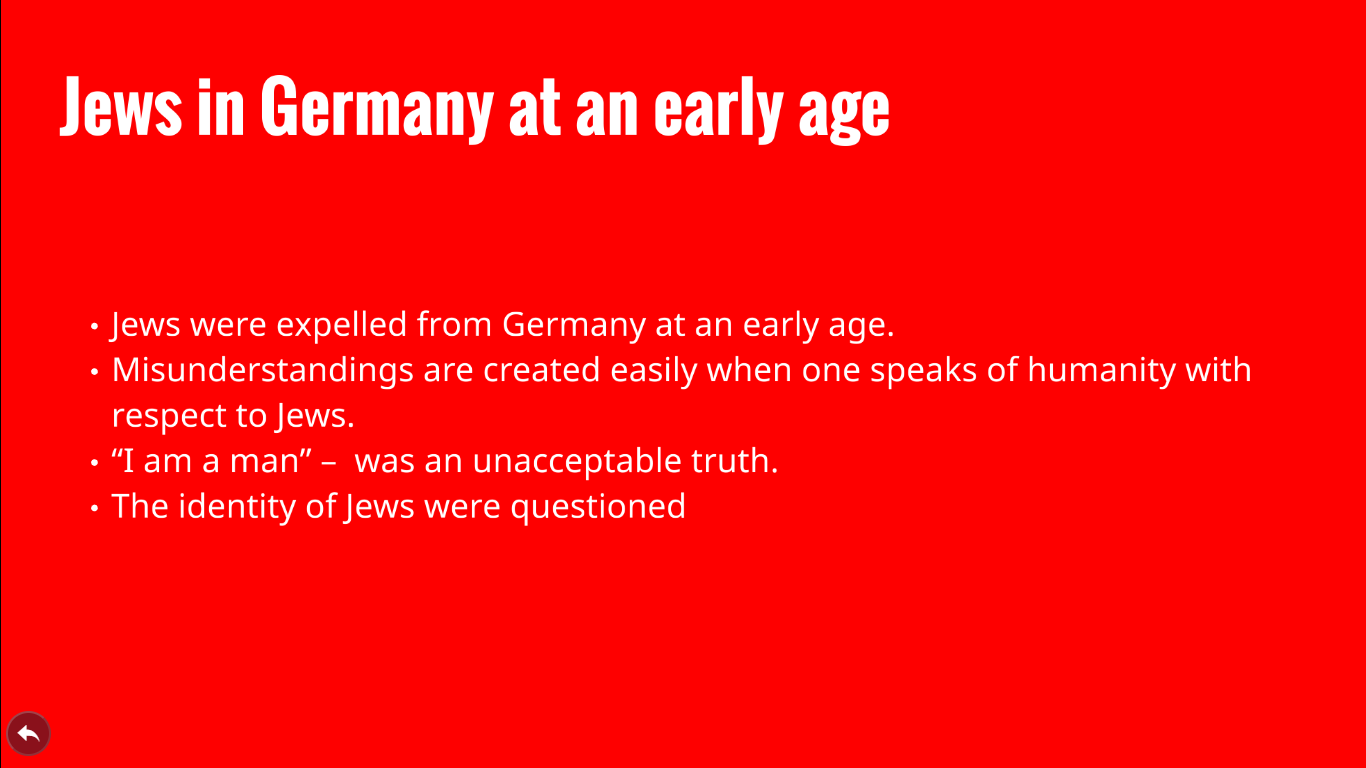 Jews in Germany at an early age
• Jews were expelled from Germany at an early age.
• Misunderstandings are created easily when one speaks of humanity with
respect to Jews.
• “I am a man” –  was an unacceptable truth.
• The identity of Jews were questioned